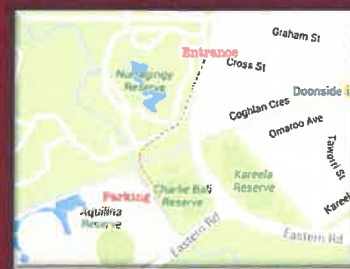 Graham St
Entrance
Cross St
Nurragingy
Reserve
Doonside
Coghlan Cres
Omaroo Ave
Taworri St
Kareela
Reserve
Parking
Charlie Bali
Reserve
Aquilina
Reserve
Eastern Rd
Eastern Rd